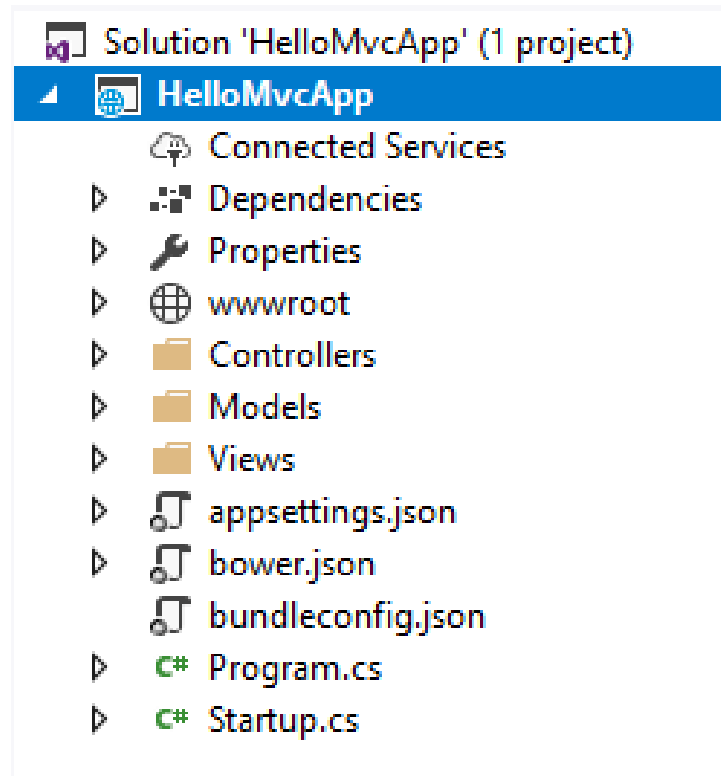 Solution 'HelloMvcApp' (1 project)
HelloMvcApp
Connected Services
Dependencies
Properties
wwwroot
Controllers
Models
Views
appsettings.json
bower.json
bundleconfig.json
C# Program.cs
C# Startup.cs